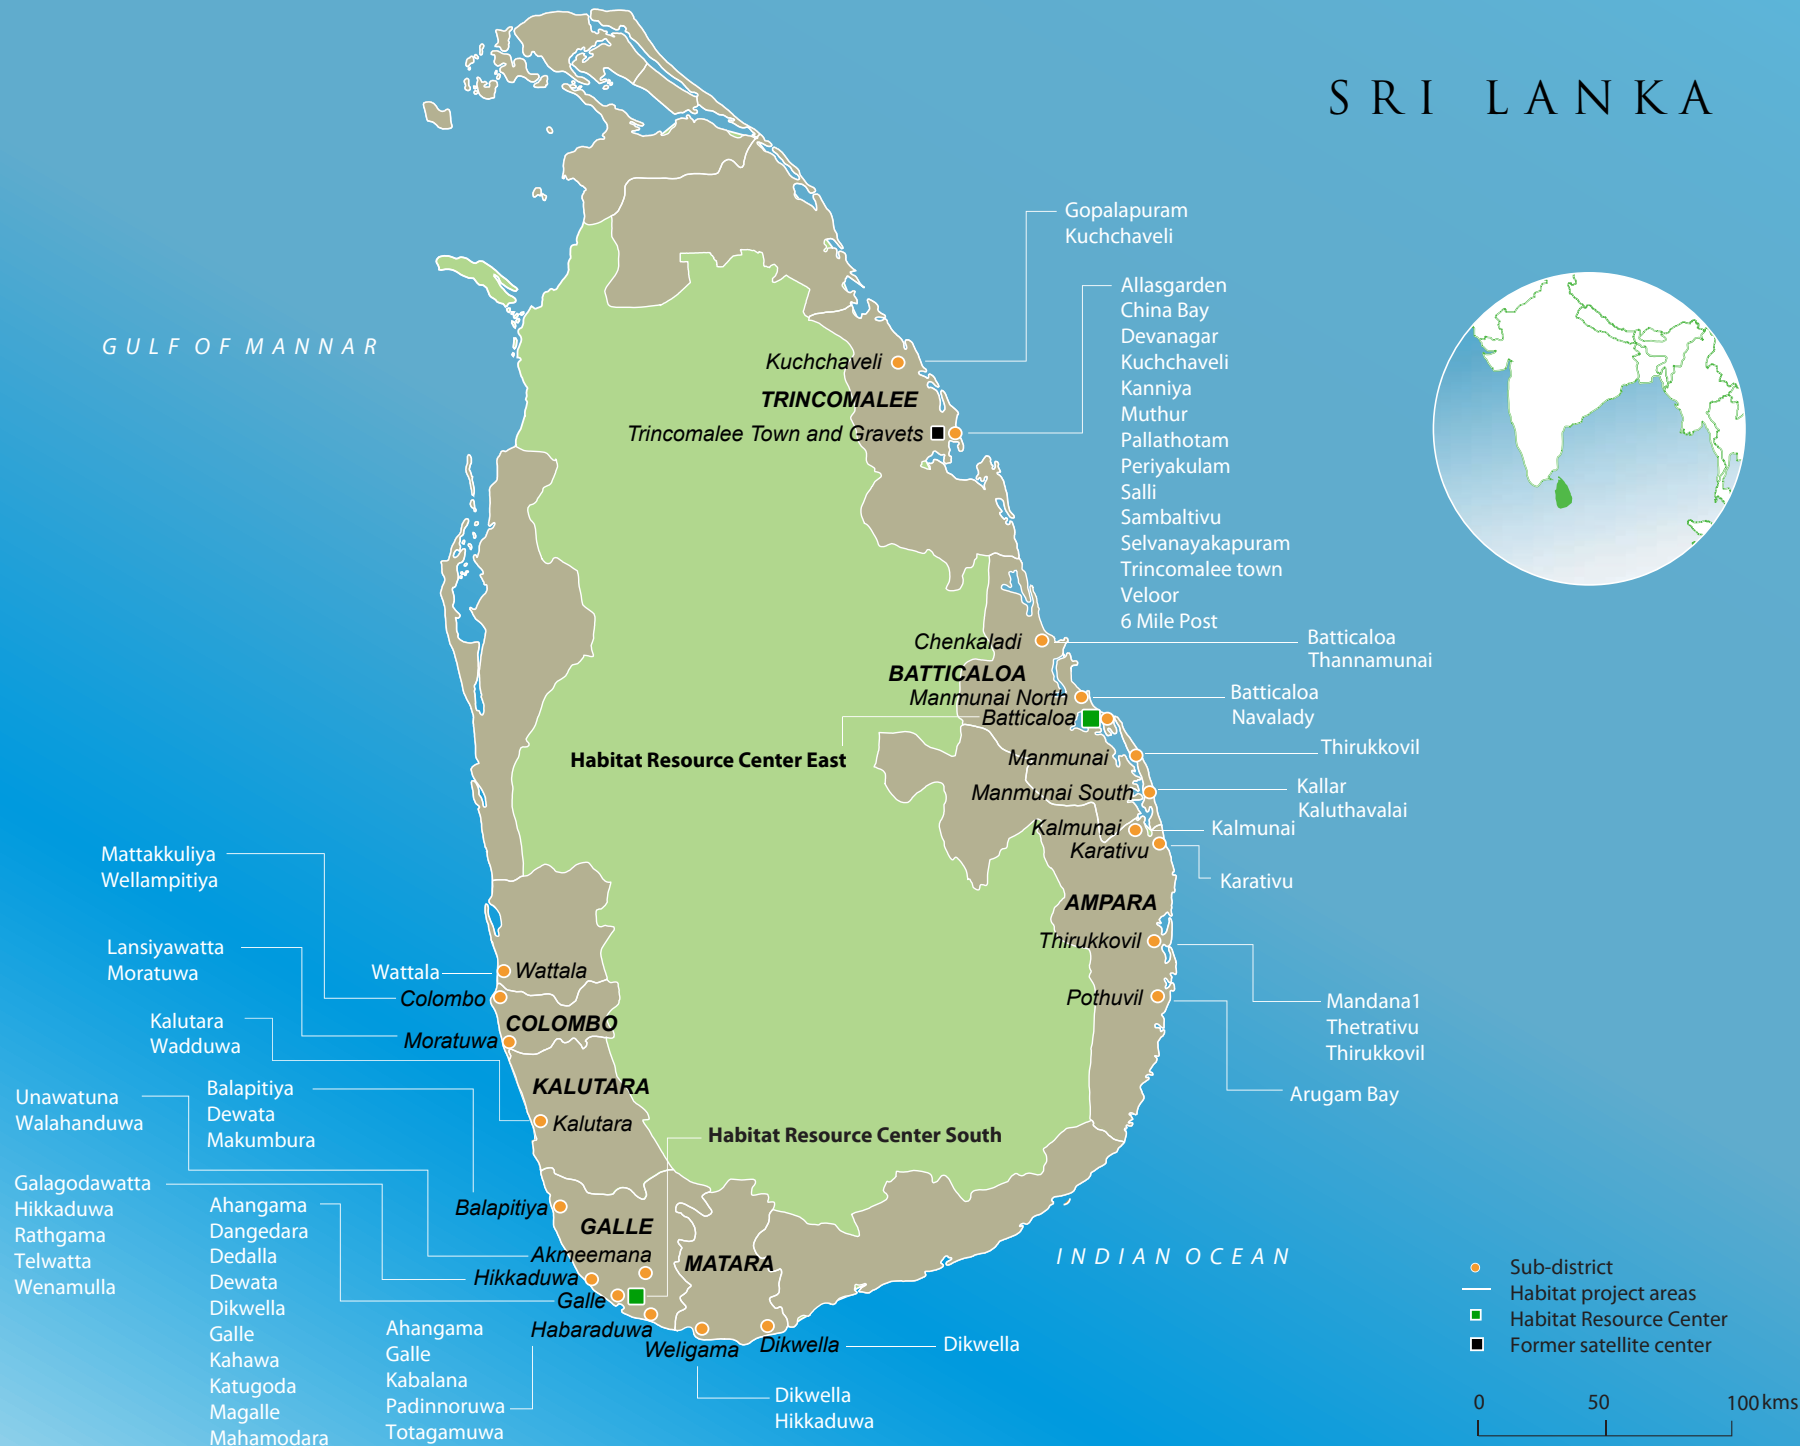 SRI LANKA
Gopalapuram
Kuchchaveli
Allasgarden
China Bay
Devanagar
Kuchchaveli
Kanniya
Muthur
Pallathotam
Periyakulam
Salli
Sambaltivu
Selvanayakapuram
Trincomalee town
Veloor
6 Mile Post
GULF OF MANNAR
Kuchchaveli
TRINCOMALEE
Trincomalee Town and Gravets
Chenkaladi
Batticaloa
Thannamunai
BATTICALOA
Manmunai North
Batticaloa
Navalady
Batticaloa
Habitat Resource Center East
Manmunai
Thirukkovil
Manmunai South
Kallar
Kaluthavalai
Kalmunai
Kalmunai
Karativu
Karativu
AMPARA
Thirukkovil
Mandana1
Thetrativu
Thirukkovil
Pothuvil
Arugam Bay
Mattakkuliya
Wellampitiya
Lansiyawatta
Moratuwa
Wattala
Wattala
Colombo
COLOMBO
Moratuwa
Kalutara
Wadduwa
KALUTARA
Kalutara
Unawatuna
Walahanduwa
Balapitiya
Dewata
Makumbura
Habitat Resource Center South
Galagodawatta
Hikkaduwa
Rathgama
Telwatta
Wenamulla
Ahangama
Dangedara
Dedalla
Dewata
Dikwella
Galle
Kahawa
Katugoda
Magalle
Mahamodara
Balapitiya
GALLE
Akmeemana
MATARA
Hikkaduwa
Galle
Habaraduwa
Weligama
Dikwella
Dikwella
Ahangama
Galle
Kabalana
Padinnoruwa
Totagamuwa
Dikwella
Hikkaduwa
INDIAN OCEAN
Sub-district
Habitat project areas
Habitat Resource Center
Former satellite center
0 50 100 kms